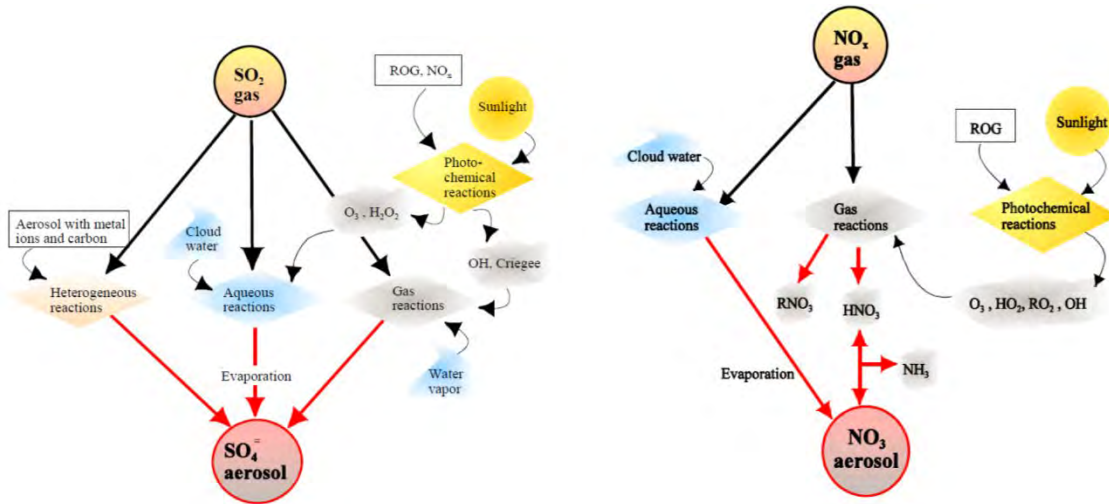 SO2
gas
ROG, NOx
Sunlight
Photo-
chemical
reactions
O3 , H2O2
Aerosol with metal
ions and carbon
Cloud
water
OH, Criegee
Heterogeneous
reactions
Aqueous
reactions
Gas
reactions
Evaporation
Water
vapor
SO4=
aerosol
NOx
gas
ROG
Sunlight
Cloud water
Aqueous
reactions
Gas
reactions
Photochemical
reactions
RNO3
HNO3
O3 , HO2, RO2 , OH
Evaporation
NH3
NO3
aerosol